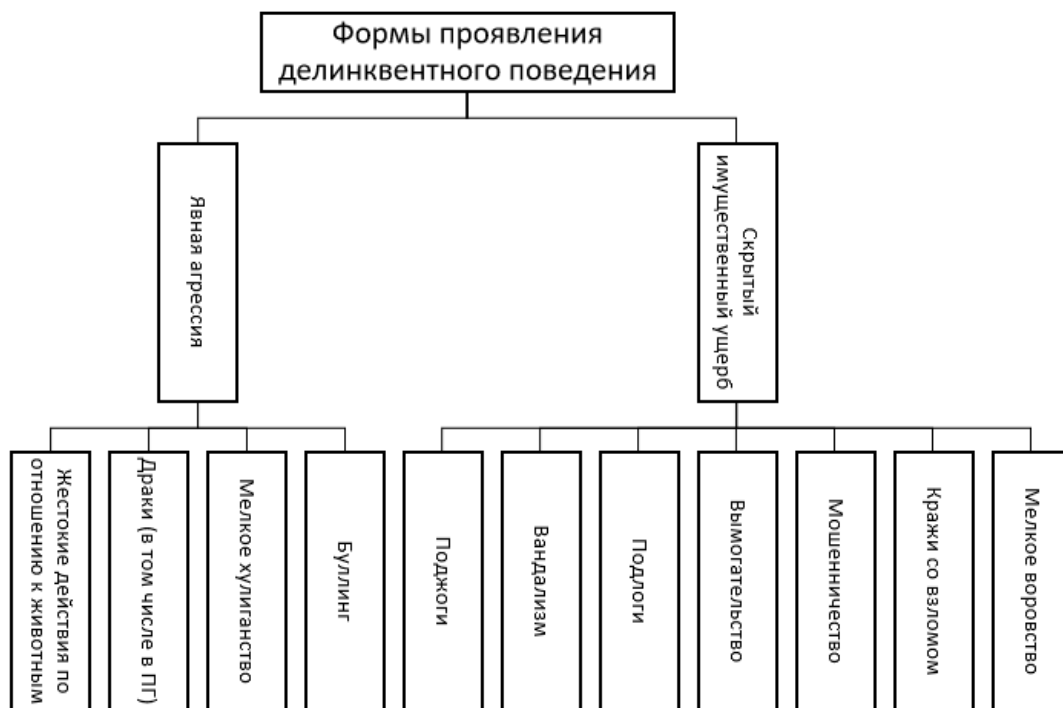 Формы проявления
делинквентного поведения
Явная агрессия
Скрытый
имущественный ущерб
Жестокие действия по
отношению к животным
Драки (в том числе в ПГ)
Мелкое хулиганство
Буллинг
Поджоги
Вандализм
Подлоги
Вымогательство
Мошенничество
Кражи со взломом
Мелкое воровство